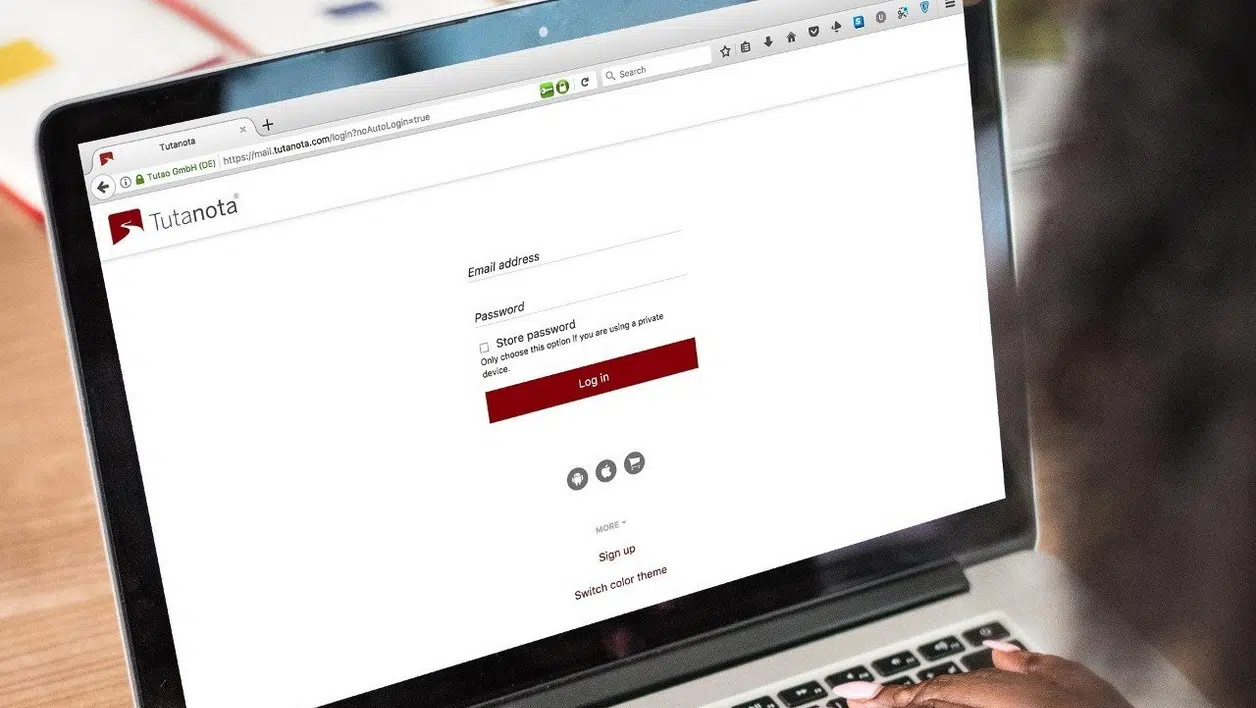 Tutanota
Tutao GmbH (DE)
https://mail.tutanota.com/login?noAutoLogin=true
Search
Tutanota®
Email address
Password
Store password
Only choose this option if you are using a private
device.
Log in
MORE
Sign up
Switch color theme